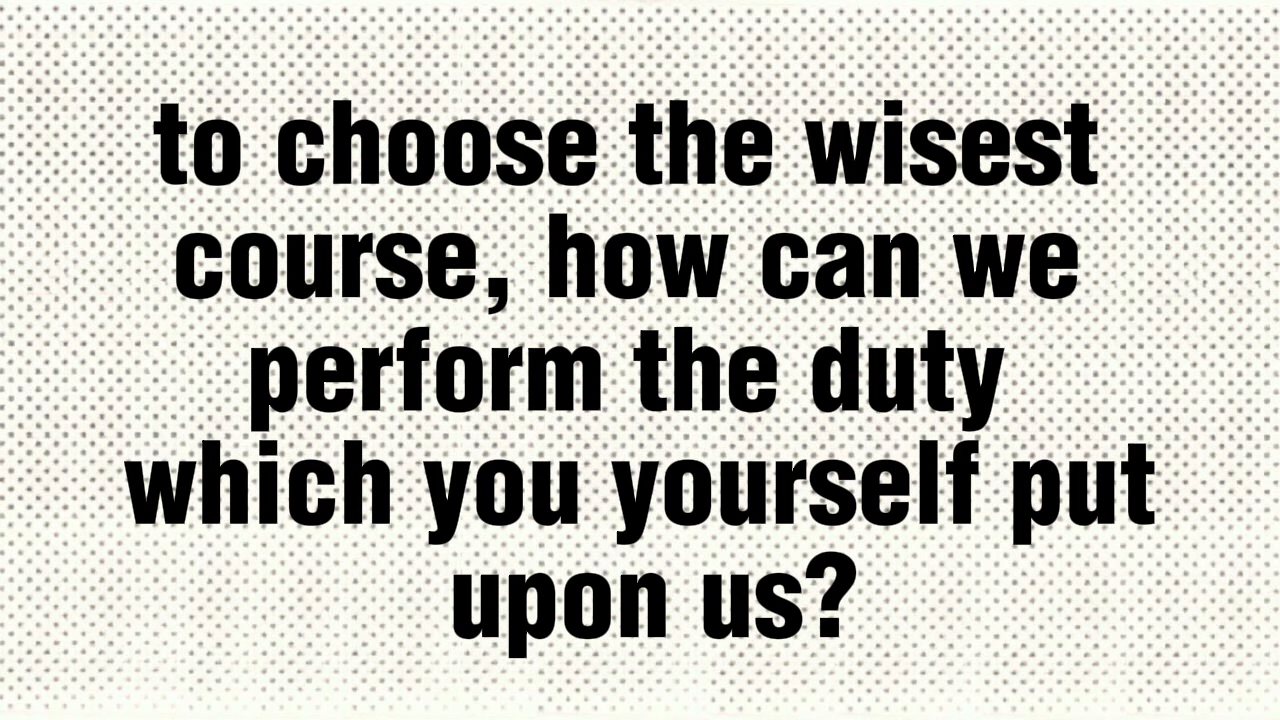 to choose the wisest
course, how can we
perform the duty
which you yourself put
upon us?